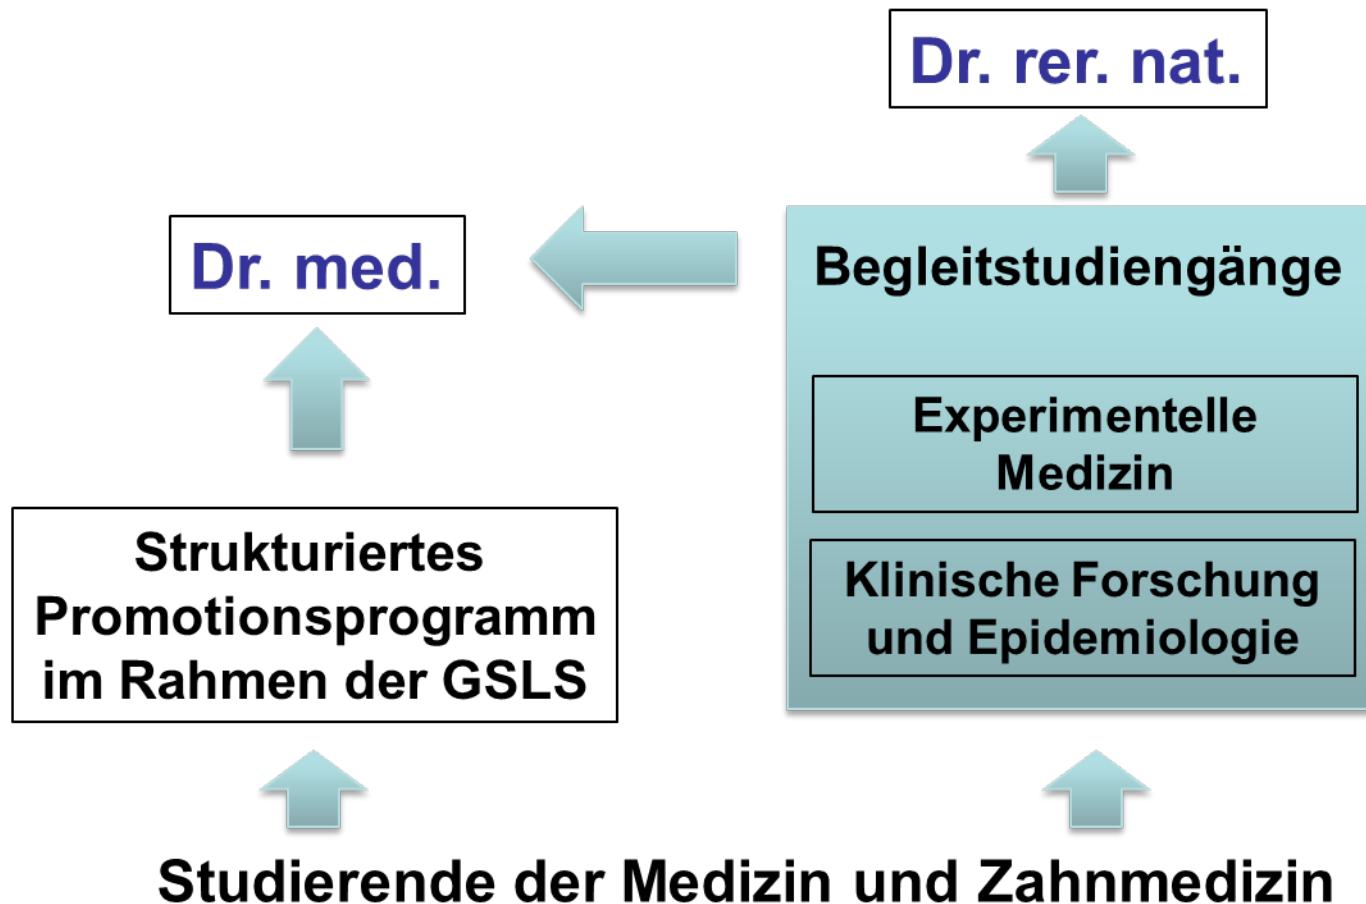 Dr. rer. nat.
Dr. med.
Begleitstudiengänge
Experimentelle
Medizin
Klinische Forschung
und Epidemiologie
Strukturiertes
Promotionsprogramm
im Rahmen der GSLS
Studierende der Medizin und Zahnmedizin